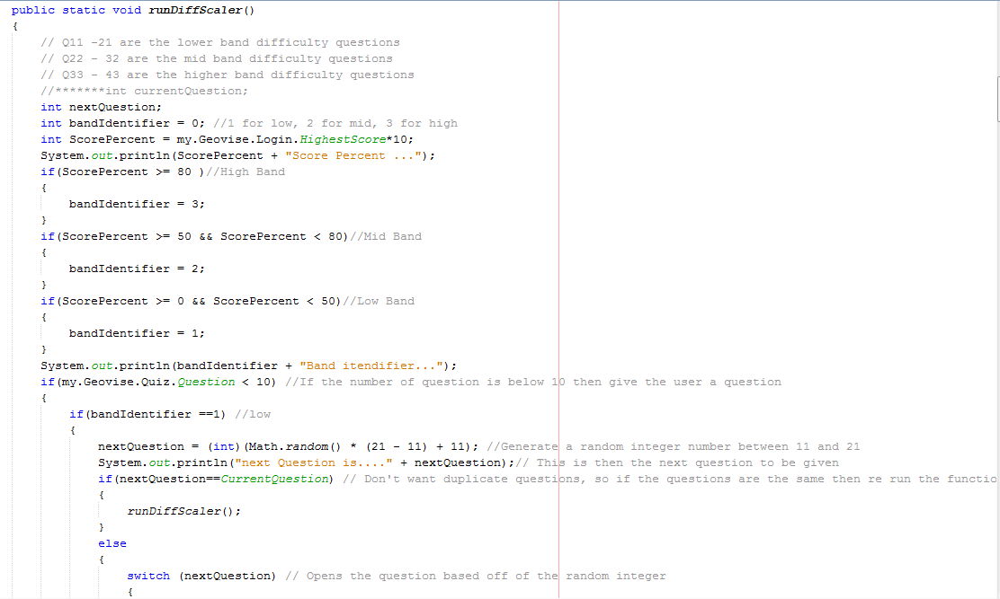 public static void runDiffScaler()
{
// Q11 -21 are the lower band difficulty questions
// Q22 - 32 are the mid band difficulty questions
// Q33 - 43 are the higher band difficulty questions
//*******int currentQuestion;
int nextQuestion;
int bandIdentifier = 0; //1 for low, 2 for mid, 3 for high
int ScorePercent = my.Geovise.Login.HighestScore*10;
System.out.println(ScorePercent + "Score Percent ...");
if(ScorePercent >= 80 )//High Band
{
bandIdentifier = 3;
}
if(ScorePercent >= 50 && ScorePercent < 80)//Mid Band
{
bandIdentifier = 2;
}
if(ScorePercent >= 0 && ScorePercent < 50)//Low Band
{
bandIdentifier = 1;
}
System.out.println(bandIdentifier + "Band itendifier...");
if(my.Geovise.Quiz.Question < 10) //If the number of question is below 10 then give the user a question
{
if(bandIdentifier ==1) //low
{
nextQuestion = (int)(Math.random() * (21 - 11) + 11); //Generate a random integer number between 11 and 21
System.out.println("next Question is...." + nextQuestion);// This is then the next question to be given
if(nextQuestion==CurrentQuestion) // Don't want duplicate questions, so if the questions are the same then re run the functio
{
runDiffScaler();
}
else
{
switch (nextQuestion) // Opens the question based off of the random integer
{